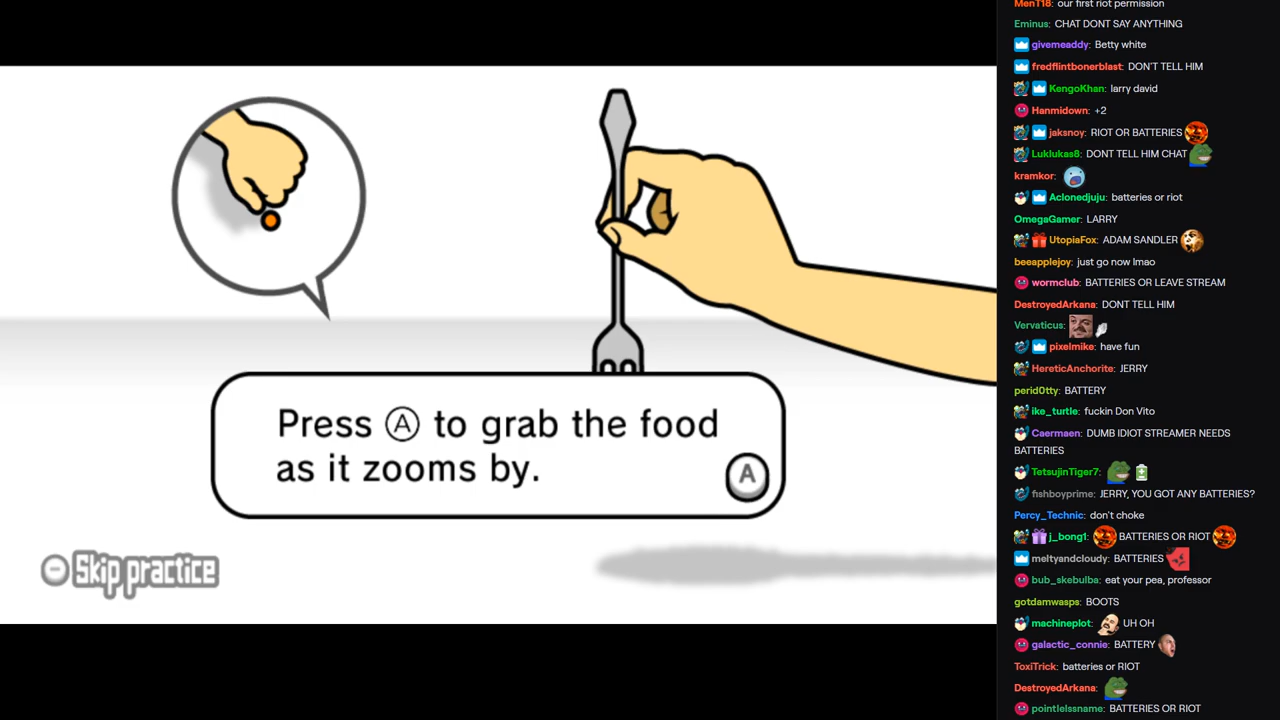 Press Ⓐ to grab the food
as it zooms by.
A
Skip practice
MenT18: our first riot permission
Eminus: CHAT DONT SAY ANYTHING
givemeaddy: Betty white
fredflintbonerblast: DON'T TELL HIM
KengoKhan: larry david
Hanmidown: +2
jaksnoy: RIOT OR BATTERIES
Luklukas8: DONT TELL HIM CHAT
kramkor:
Aclonedjuju: batteries or riot
OmegaGamer: LARRY
UtopiaFox: ADAM SANDLER
beeapplejoy: just go now lmao
wormclub: BATTERIES OR LEAVE STREAM
DestroyedArkana: DONT TELL HIM
Vervaticus:
pixelmike: have fun
HereticAnchorite: JERRY
perid0tty: BATTERY
ike_turtle: fuckin Don Vito
Caermaen: DUMB IDIOT STREAMER NEEDS
BATTERIES
TetsujinTiger7:
fishboyprime: JERRY, YOU GOT ANY BATTERIES?
Percy_Technic: don't choke
j_bong1: BATTERIES OR RIOT
meltyandcloudy: BATTERIES
bub_skebulba: eat your pea, professor
gotdamwasps: BOOTS
machineplot: UH OH
galactic_connie: BATTERY
ToxiTrick: batteries or RIOT
DestroyedArkana:
pointlelssname: BATTERIES OR RIOT